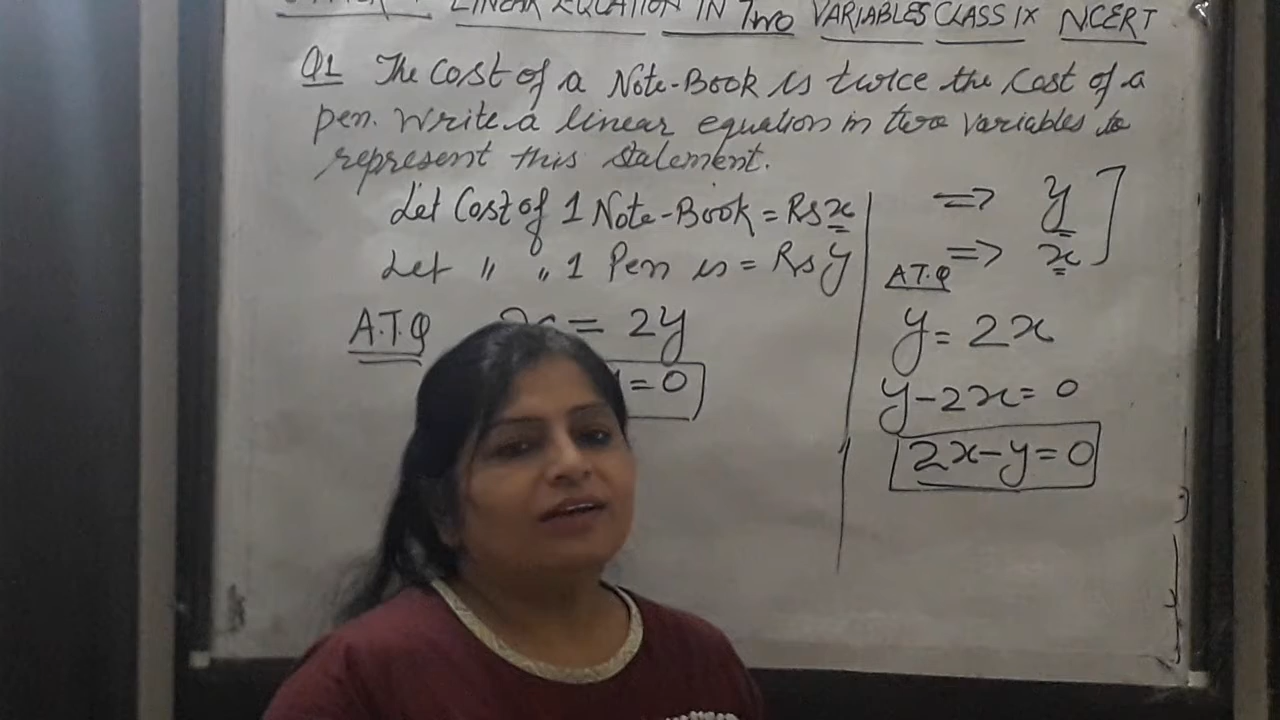 LINEAR EQUATION IN TWO VARIABLES CLASS IX NCERT
Q1 The Cost of a Note-Book is twice the Cost of a
pen. Write a linear equation in two variables to
represent this statement.
Let Cost of 1 Note-Book = Rs x
Let " " 1 Pen is = Rs y
A.T.Q x = 2y
= 0
=> y
=> x
A.T.Q
y = 2x
y-2x = 0
2x-y = 0